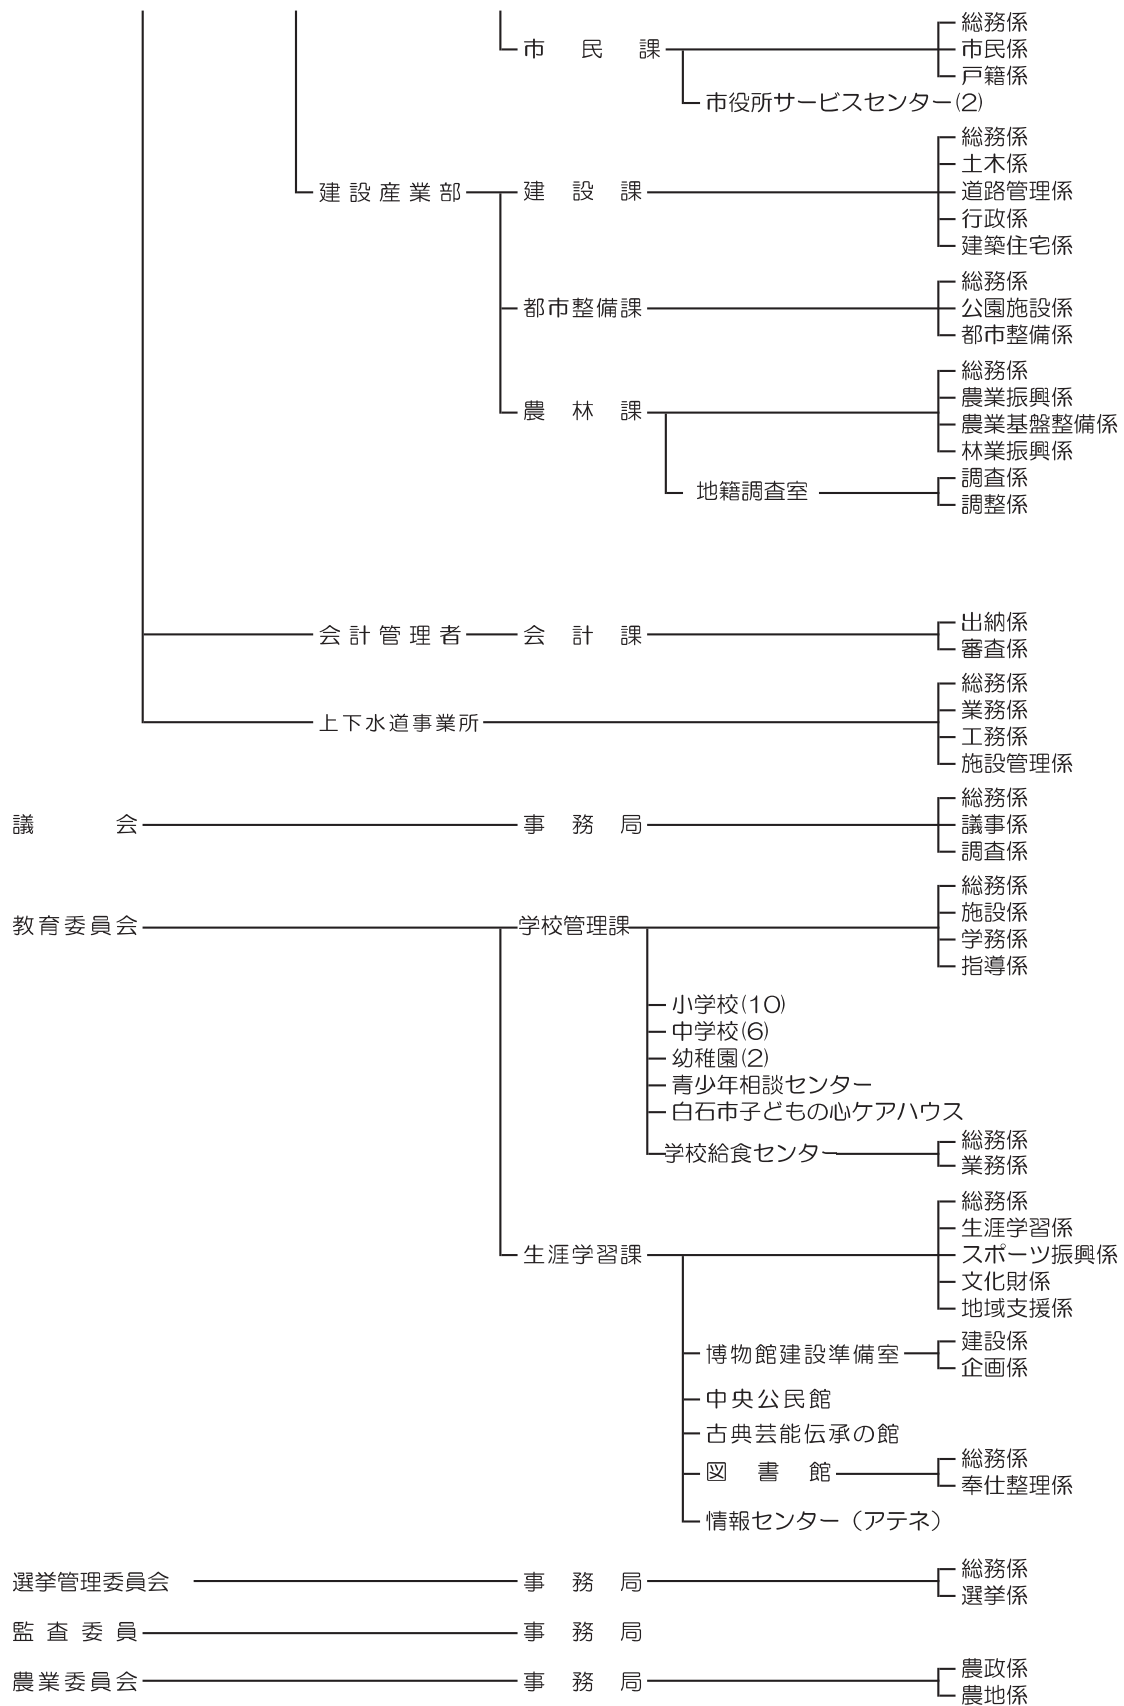 総務係
市民課
市民係
戸籍係
市役所サービスセンター(2)
総務係
土木係
建設産業部
建設課
道路管理係
行政係
建築住宅係
総務係
都市整備課
公園施設係
都市整備係
総務係
農業振興係
農林課
農業基盤整備係
林業振興係
調査係
地籍調査室
調整係
出納係
会計管理者
会計課
審査係
総務係
業務係
上下水道事業所
工務係
施設管理係
総務係
議会
事務局
議事係
調査係
総務係
教育委員会
学校管理課
施設係
学務係
指導係
小学校(10)
中学校(6)
幼稚園(2)
青少年相談センター
白石市子どもの心ケアハウス
学校給食センター
総務係
業務係
総務係
生涯学習係
生涯学習課
スポーツ振興係
文化財係
地域支援係
博物館建設準備室
建設係
企画係
中央公民館
古典芸能伝承の館
図書館
総務係
奉仕整理係
情報センター（アテネ）
選挙管理委員会
事務局
総務係
選挙係
監査委員
事務局
農業委員会
事務局
農政係
農地係